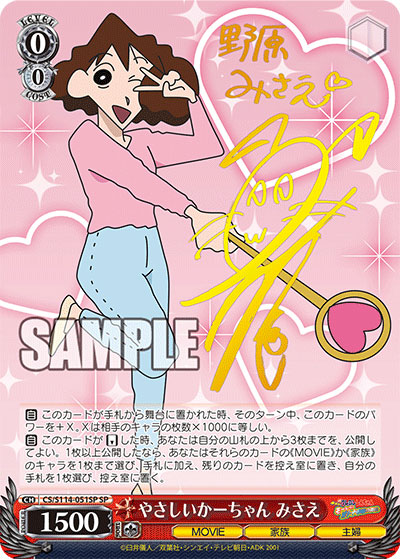 LEVEL
0
0
COST
野原
みさえ♡
SAMPLE
このカードが手札から舞台に置かれた時、そのターン中、このカードのパ
ワーを+X。Xは相手のキャラの枚数×1000に等しい。
このカードが【】した時、あなたは自分の山札の上から3枚までを、公開し
てよい。1枚以上公開したなら、あなたはそれらのカードの《MOVIE》か《家族》
のキャラを1枚まで選び、手札に加え、残りのカードを控え室に置き、自分の
手札を1枚選び、控え室に置く。
CH
CS/S114-051SP SP
1500
やさしいかーちゃん みさえ
MOVIE
家族
主婦
©臼井儀人/双葉社・シンエイ・テレビ朝日・ADK 2001